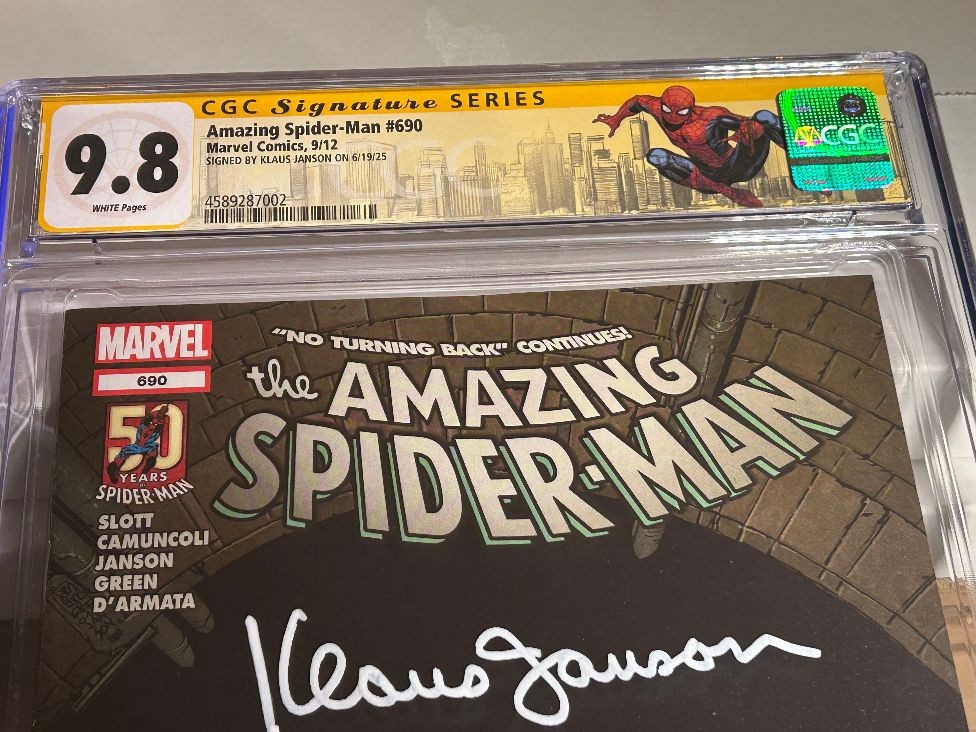 CGC Signature SERIES
9.8
WHITE Pages
Amazing Spider-Man #690
Marvel Comics, 9/12
SIGNED BY KLAUS JANSON ON 6/19/25
4589287002
CGC
MARVEL
690
50
YEARS
of
SPIDER-MAN
SLOTT
CAMUNCOLI
JANSON
GREEN
D'ARMATA
"NO TURNING BACK" CONTINUES!
the AMAZING
SPIDER-MAN
Klaus Janson